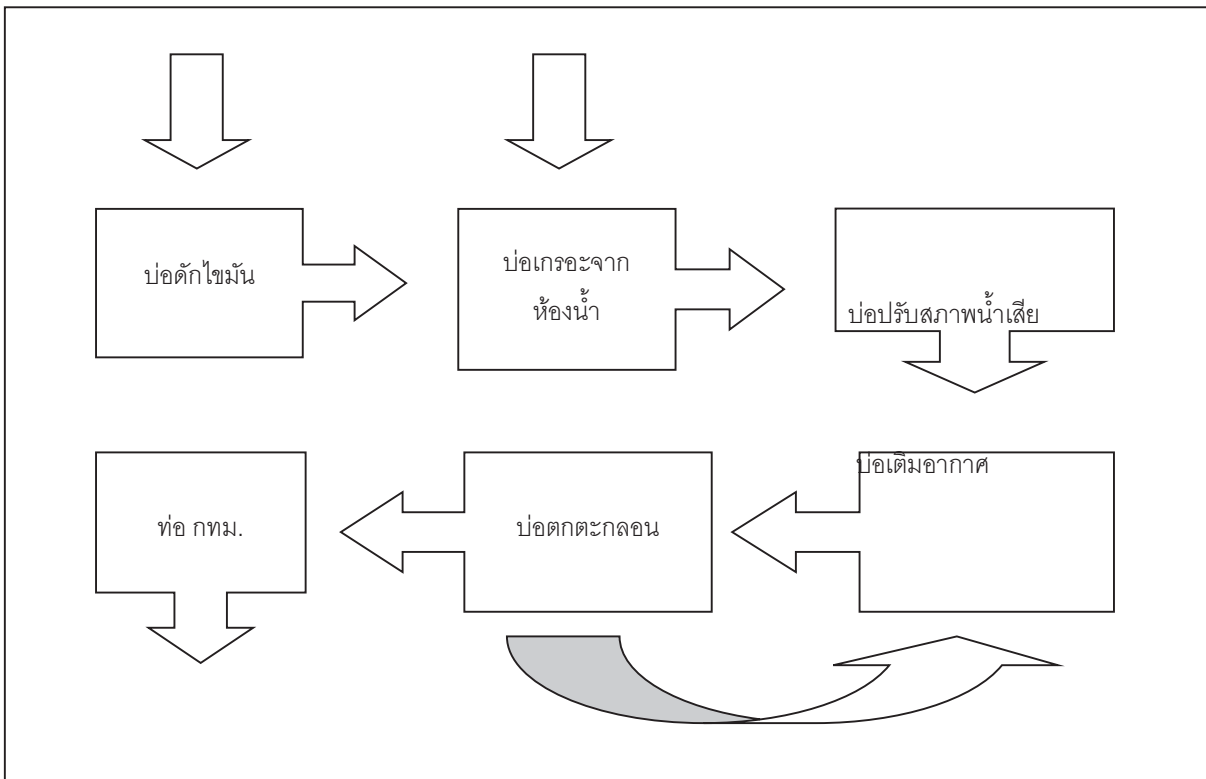 บ่อดักไขมัน
บ่อเกรอะจาก
ห้องน้ำ
บ่อปรับสภาพน้ำเสีย
บ่อเติมอากาศ
บ่อตกตะกลอน
ท่อ กทม.